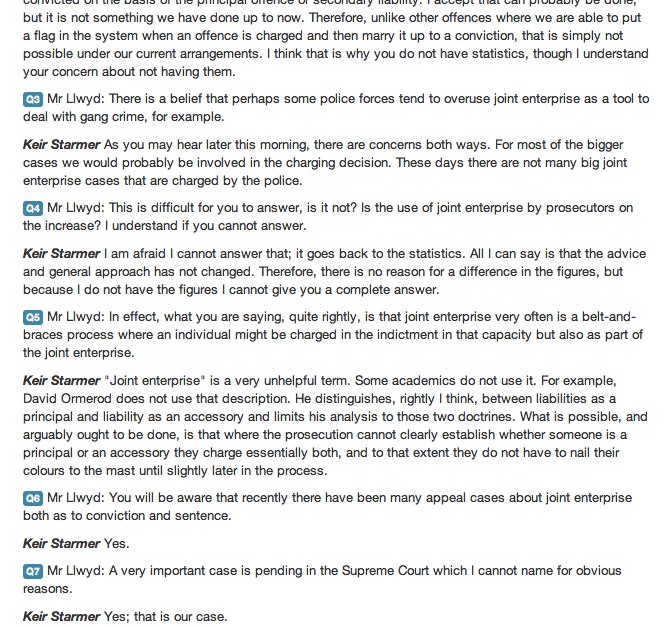 convicted on the basis of the principal offence or secondary liability. I accept that can probably be done,
but it is not something we have done up to now. Therefore, unlike other offences where we are able to put
a flag in the system when an offence is charged and then marry it up to a conviction, that is simply not
possible under our current arrangements. I think that is why you do not have statistics, though I understand
your concern about not having them.
Q3 Mr Llwyd: There is a belief that perhaps some police forces tend to overuse joint enterprise as a tool to
deal with gang crime, for example.
Keir Starmer As you may hear later this morning, there are concerns both ways. For most of the bigger
cases we would probably be involved in the charging decision. These days there are not many big joint
enterprise cases that are charged by the police.
Q4 Mr Llwyd: This is difficult for you to answer, is it not? Is the use of joint enterprise by prosecutors on
the increase? I understand if you cannot answer.
Keir Starmer I am afraid I cannot answer that; it goes back to the statistics. All I can say is that the advice
and general approach has not changed. Therefore, there is no reason for a difference in the figures, but
because I do not have the figures I cannot give you a complete answer.
Q5 Mr Llwyd: In effect, what you are saying, quite rightly, is that joint enterprise very often is a belt-and-
braces process where an individual might be charged in the indictment in that capacity but also as part of
the joint enterprise.
Keir Starmer "Joint enterprise" is a very unhelpful term. Some academics do not use it. For example,
David Ormerod does not use that description. He distinguishes, rightly I think, between liabilities as a
principal and liability as an accessory and limits his analysis to those two doctrines. What is possible, and
arguably ought to be done, is that where the prosecution cannot clearly establish whether someone is a
principal or an accessory they charge essentially both, and to that extent they do not have to nail their
colours to the mast until slightly later in the process.
Q6 Mr Llwyd: You will be aware that recently there have been many appeal cases about joint enterprise
both as to conviction and sentence.
Keir Starmer Yes.
Q7 Mr Llwyd: A very important case is pending in the Supreme Court which I cannot name for obvious
reasons.
Keir Starmer Yes; that is our case.